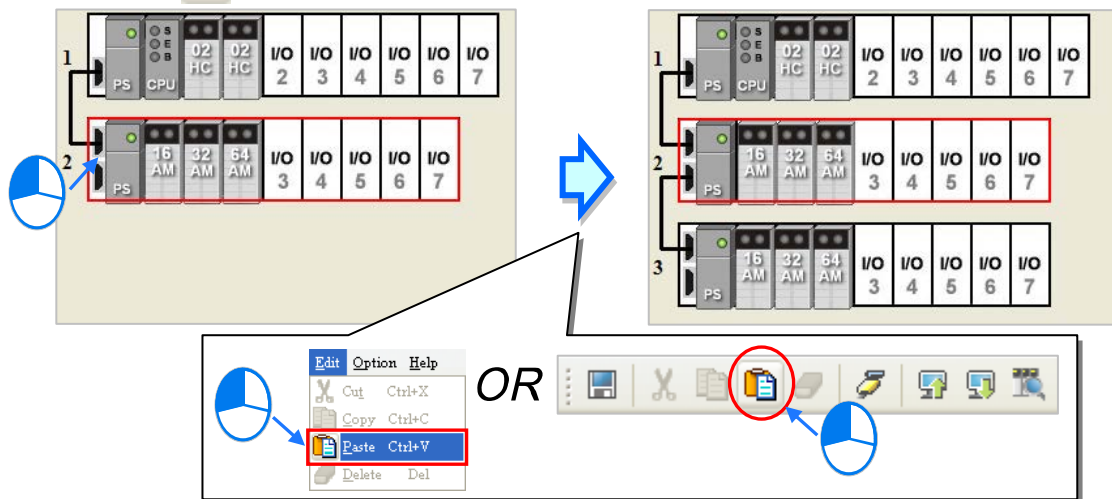 1 PS CPU S E B 02 HC 02 HC I/O 2 I/O 3 I/O 4 I/O 5 I/O 6 I/O 7
2 PS 16 AM 32 AM 64 AM I/O 3 I/O 4 I/O 5 I/O 6 I/O 7
1 PS CPU S E B 02 HC 02 HC I/O 2 I/O 3 I/O 4 I/O 5 I/O 6 I/O 7
2 PS 16 AM 32 AM 64 AM I/O 3 I/O 4 I/O 5 I/O 6 I/O 7
3 PS 16 AM 32 AM 64 AM I/O 3 I/O 4 I/O 5 I/O 6 I/O 7
Edit Option Help
Cut Ctrl+X
Copy Ctrl+C
Paste Ctrl+V
Delete Del
OR